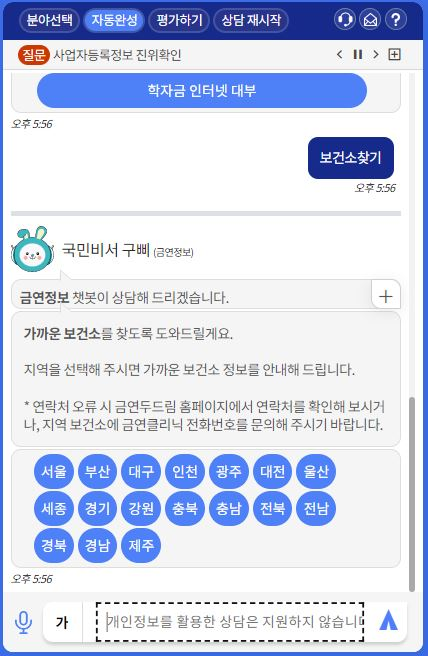 분야선택 자동완성 평가하기 상담 재시작 ?
질문 사업자등록정보 진위확인
학자금 인터넷 대부
오후 5:56
보건소찾기
오후 5:56
국민비서 구삐 (금연정보)
금연정보 챗봇이 상담해 드리겠습니다.
가까운 보건소를 찾도록 도와드릴게요.
지역을 선택해 주시면 가까운 보건소 정보를 안내해 드립니다.
* 연락처 오류 시 금연두드림 홈페이지에서 연락처를 확인해 보시거
나, 지역 보건소에 금연클리닉 전화번호를 문의해 주시기 바랍니다.
서울 부산 대구 인천 광주 대전 울산
세종 경기 강원 충북 충남 전북 전남
경북 경남 제주
오후 5:56
가 개인정보를 활용한 상담은 지원하지 않습니